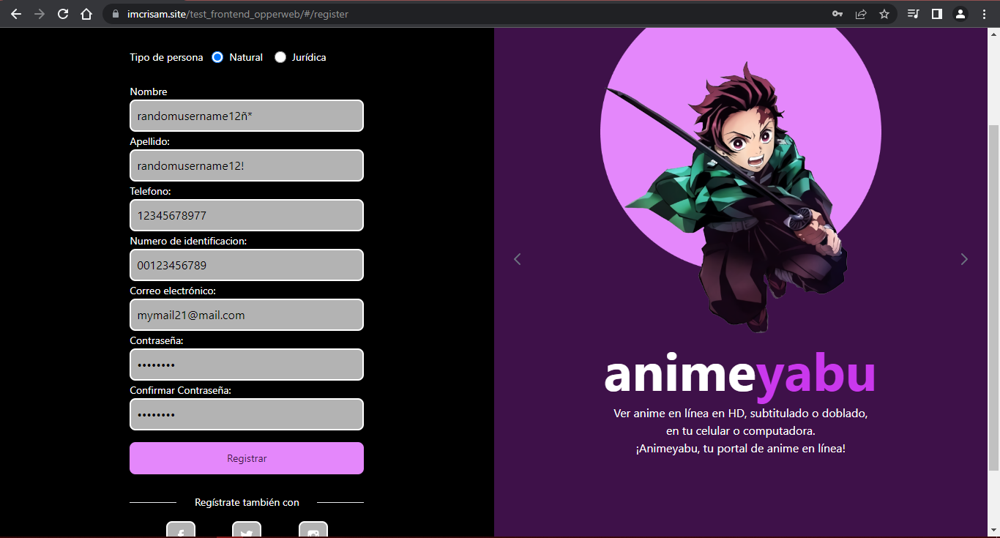 imcrisam.site/test_frontend_opperweb/#/register
Tipo de persona Natural Jurídica
Nombre
randomusername12ñ*
Apellido:
randomusername12!
Telefono:
12345678977
Numero de identificacion:
00123456789
Correo electrónico:
mymail21@mail.com
Contraseña:
••••••••
Confirmar Contraseña:
••••••••
Registrar
Regístrate también con
animeyabu
Ver anime en línea en HD, subtitulado o doblado,
en tu celular o computadora.
¡Animeyabu, tu portal de anime en línea!